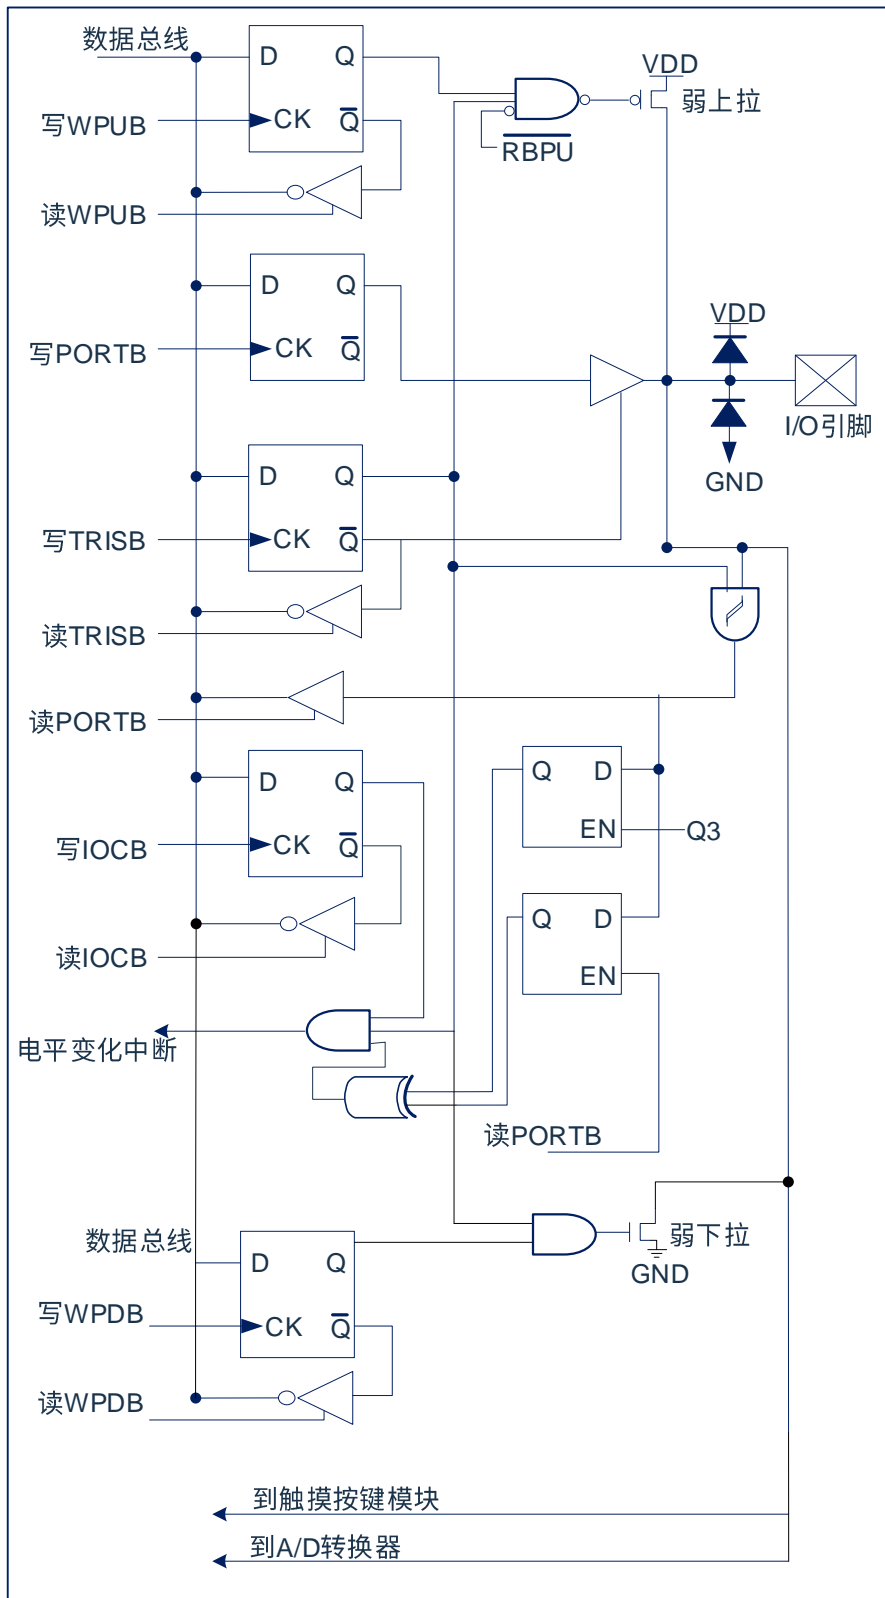 数据总线
D Q
VDD
弱上拉
写WPUB
CK Q̅
R̅B̅P̅U̅
读WPUB
D Q
VDD
写PORTB
CK Q̅
I/O引脚
D Q
GND
写TRISB
CK Q̅
读TRISB
读PORTB
D Q
Q D
写IOCB
CK Q̅
EN
Q3
Q D
读IOCB
EN
电平变化中断
读PORTB
数据总线
D Q
弱下拉
GND
写WPDB
CK Q̅
读WPDB
到触摸按键模块
到A/D转换器